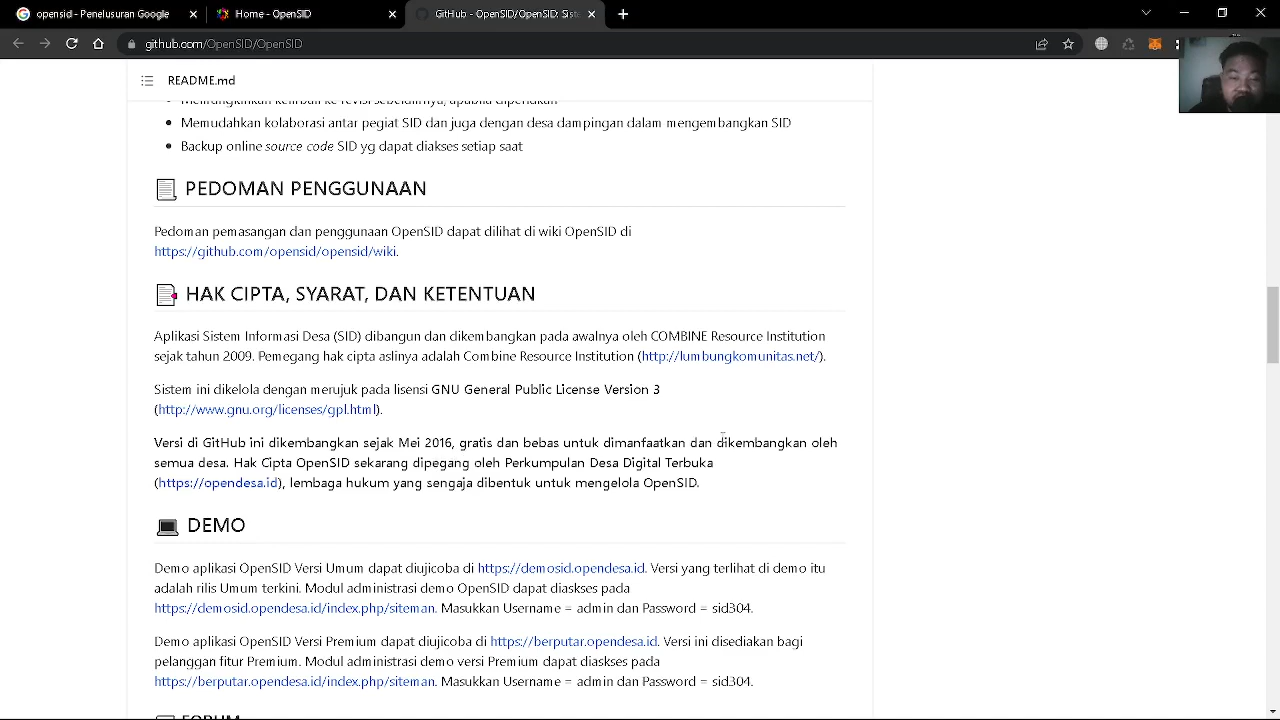 opensid - Penelusuran Google
Home - OpenSID
GitHub - OpenSID/OpenSID: Siste
github.com/OpenSID/OpenSID
README.md
Memungkinkan kembali ke revisi sebelumnya, apabila diperlukan
Memudahkan kolaborasi antar pegiat SID dan juga dengan desa dampingan dalam mengembangkan SID
Backup online source code SID yg dapat diakses setiap saat
PEDOMAN PENGGUNAAN
Pedoman pemasangan dan penggunaan OpenSID dapat dilihat di wiki OpenSID di
https://github.com/opensid/opensid/wiki.
HAK CIPTA, SYARAT, DAN KETENTUAN
Aplikasi Sistem Informasi Desa (SID) dibangun dan dikembangkan pada awalnya oleh COMBINE Resource Institution
sejak tahun 2009. Pemegang hak cipta aslinya adalah Combine Resource Institution (http://lumbungkomunitas.net/).
Sistem ini dikelola dengan merujuk pada lisensi GNU General Public License Version 3
(http://www.gnu.org/licenses/gpl.html).
Versi di GitHub ini dikembangkan sejak Mei 2016, gratis dan bebas untuk dimanfaatkan dan dikembangkan oleh
semua desa. Hak Cipta OpenSID sekarang dipegang oleh Perkumpulan Desa Digital Terbuka
(https://opendesa.id), lembaga hukum yang sengaja dibentuk untuk mengelola OpenSID.
DEMO
Demo aplikasi OpenSID Versi Umum dapat diujicoba di https://demosid.opendesa.id. Versi yang terlihat di demo itu
adalah rilis Umum terkini. Modul administrasi demo OpenSID dapat diaskses pada
https://demosid.opendesa.id/index.php/siteman. Masukkan Username = admin dan Password = sid304.
Demo aplikasi OpenSID Versi Premium dapat diujicoba di https://berputar.opendesa.id. Versi ini disediakan bagi
pelanggan fitur Premium. Modul administrasi demo versi Premium dapat diaskses pada
https://berputar.opendesa.id/index.php/siteman. Masukkan Username = admin dan Password = sid304.
FORUM